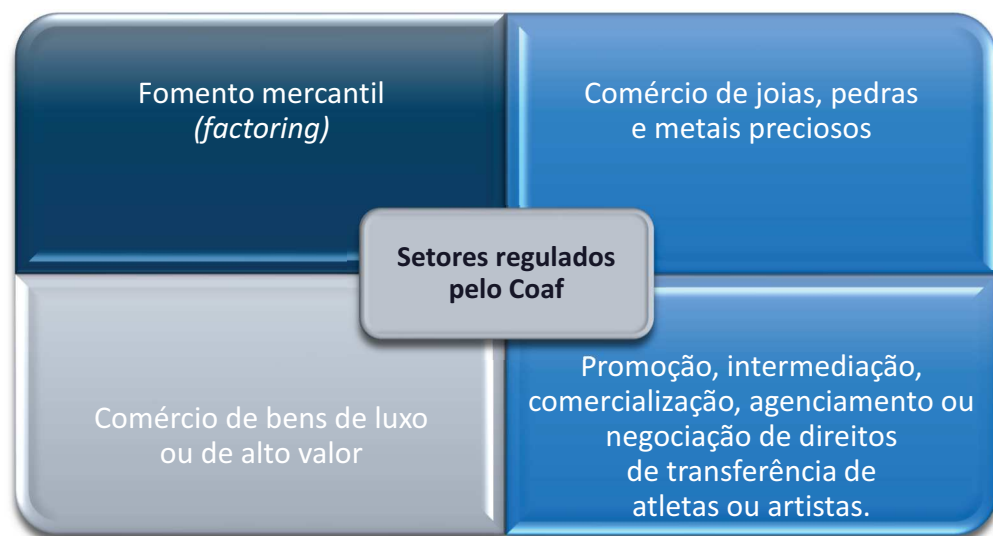 Fomento mercantil
(factoring)
Comércio de joias, pedras
e metais preciosos
Setores regulados
pelo Coaf
Comércio de bens de luxo
ou de alto valor
Promoção, intermediação,
comercialização, agenciamento ou
negociação de direitos
de transferência de
atletas ou artistas.